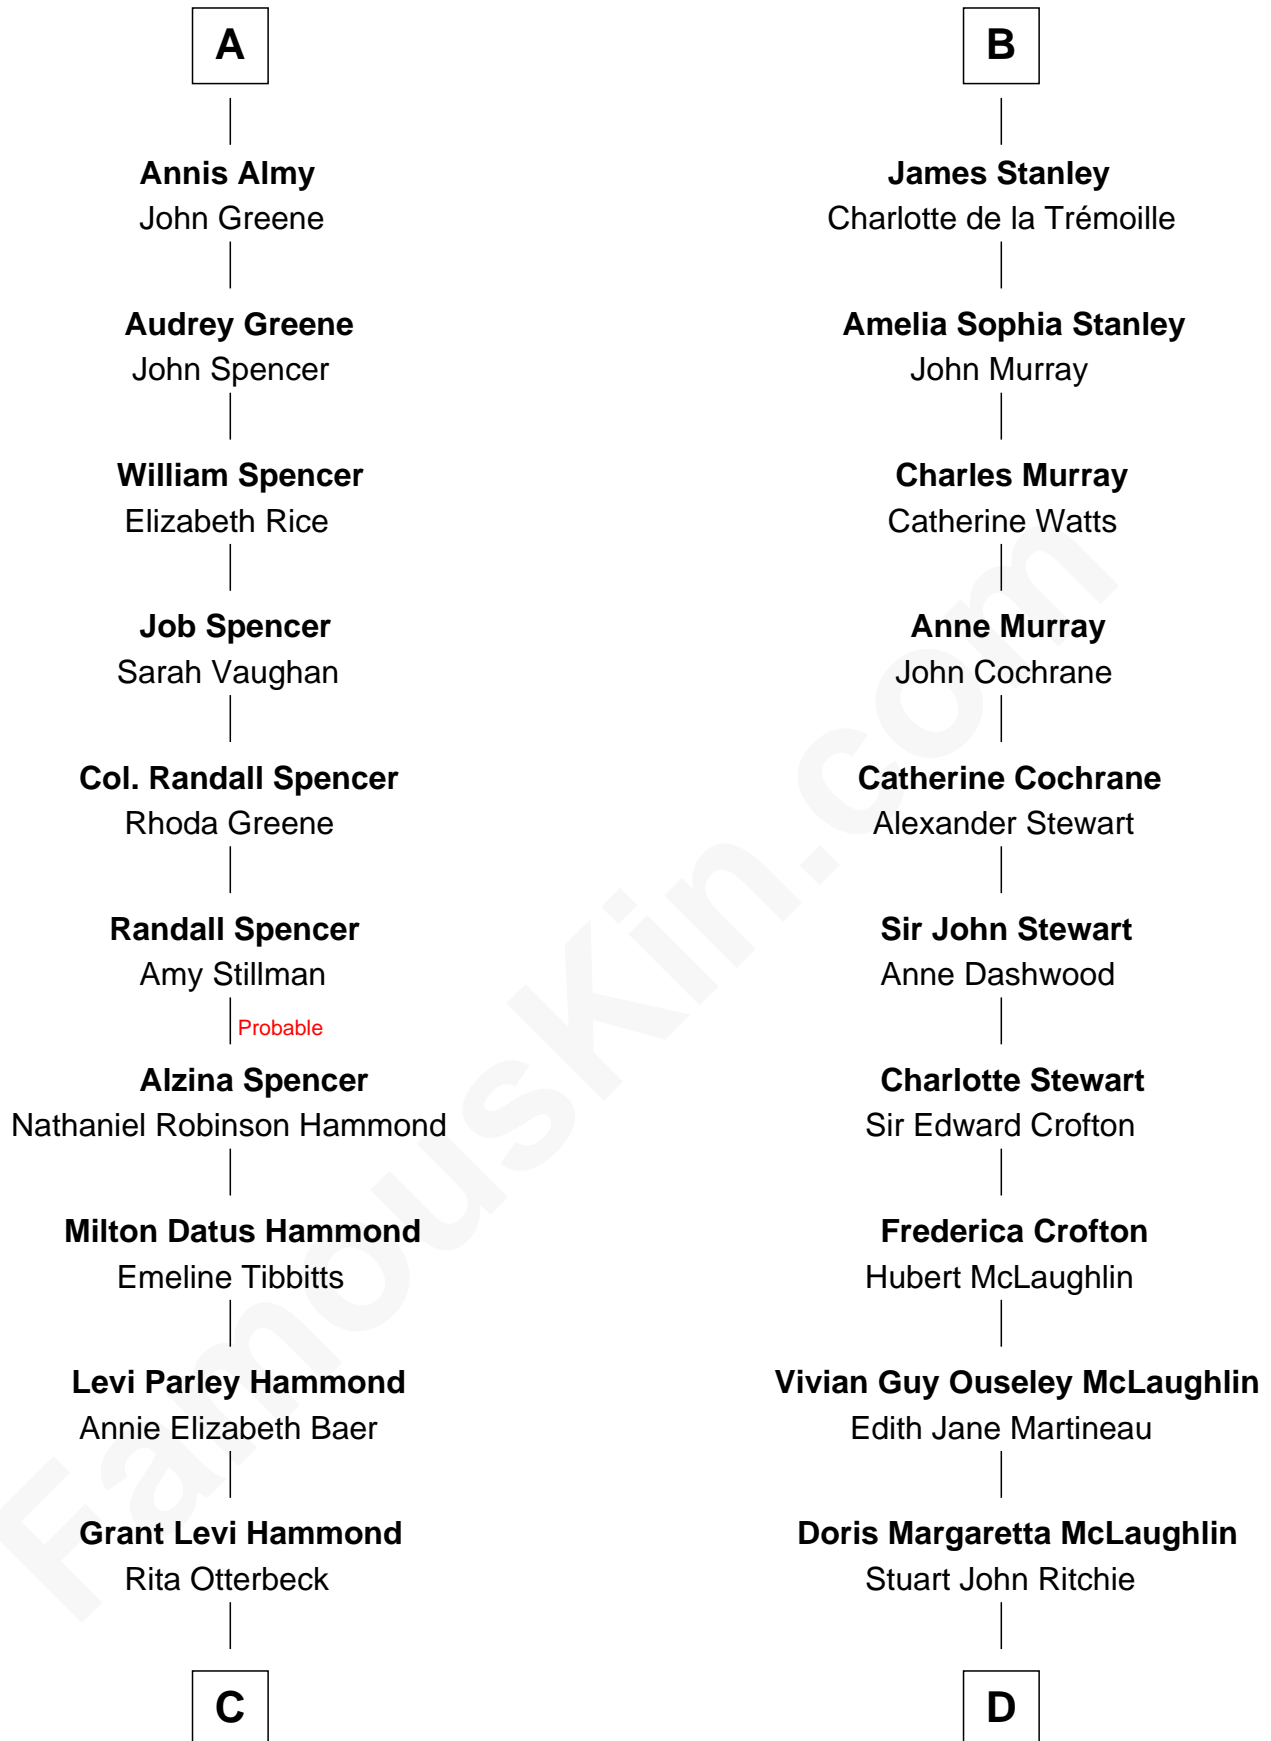 A
Annis Almy
John Greene
Audrey Greene
John Spencer
William Spencer
Elizabeth Rice
Job Spencer
Sarah Vaughan
Col. Randall Spencer
Rhoda Greene
Randall Spencer
Amy Stillman
Probable
Alzina Spencer
Nathaniel Robinson Hammond
Milton Datus Hammond
Emeline Tibbitts
Levi Parley Hammond
Annie Elizabeth Baer
Grant Levi Hammond
Rita Otterbeck
C
B
James Stanley
Charlotte de la Trémoille
Amelia Sophia Stanley
John Murray
Charles Murray
Catherine Watts
Anne Murray
John Cochrane
Catherine Cochrane
Alexander Stewart
Sir John Stewart
Anne Dashwood
Charlotte Stewart
Sir Edward Crofton
Frederica Crofton
Hubert McLaughlin
Vivian Guy Ouseley McLaughlin
Edith Jane Martineau
Doris Margaretta McLaughlin
Stuart John Ritchie
D
FamousKin.com